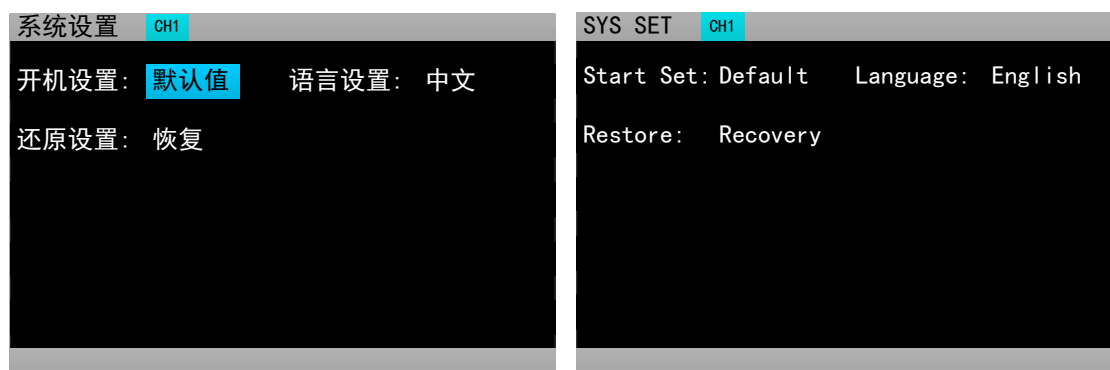 系统设置 CH1
开机设置: 默认值 语言设置: 中文
还原设置: 恢复
SYS SET CH1
Start Set: Default Language: English
Restore: Recovery